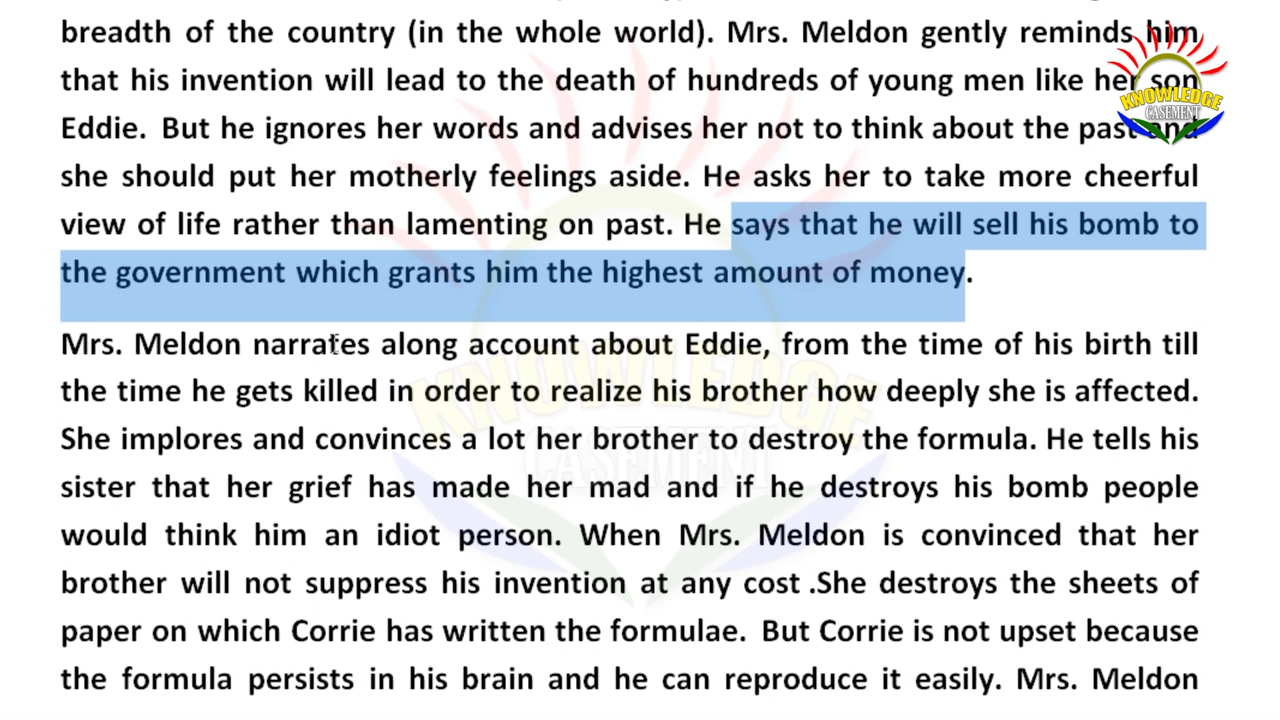 breadth of the country (in the whole world). Mrs. Meldon gently reminds him
that his invention will lead to the death of hundreds of young men like her son
Eddie. But he ignores her words and advises her not to think about the past and
she should put her motherly feelings aside. He asks her to take more cheerful
view of life rather than lamenting on past. He says that he will sell his bomb to
the government which grants him the highest amount of money.
Mrs. Meldon narrates along account about Eddie, from the time of his birth till
the time he gets killed in order to realize his brother how deeply she is affected.
She implores and convinces a lot her brother to destroy the formula. He tells his
sister that her grief has made her mad and if he destroys his bomb people
would think him an idiot person. When Mrs. Meldon is convinced that her
brother will not suppress his invention at any cost .She destroys the sheets of
paper on which Corrie has written the formulae. But Corrie is not upset because
the formula persists in his brain and he can reproduce it easily. Mrs. Meldon
KNOWLEDGE
CASEMENT
KNOWLEDGE
CASEMENT